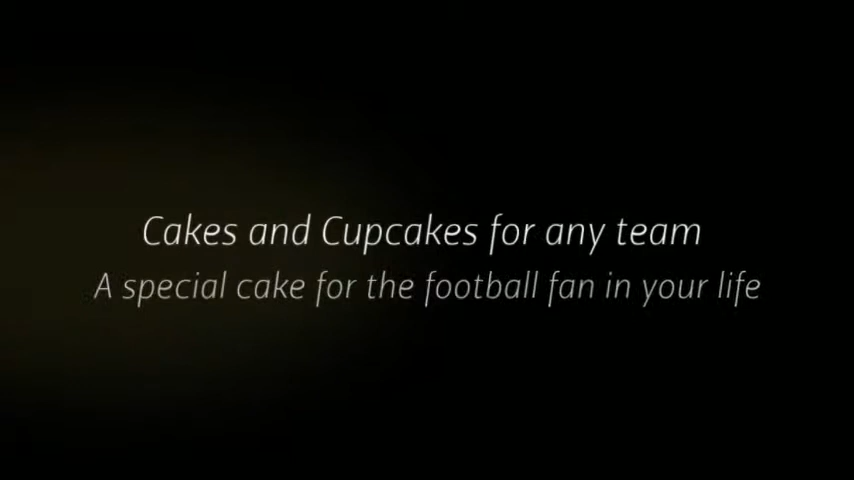 Cakes and Cupcakes for any team
A special cake for the football fan in your life